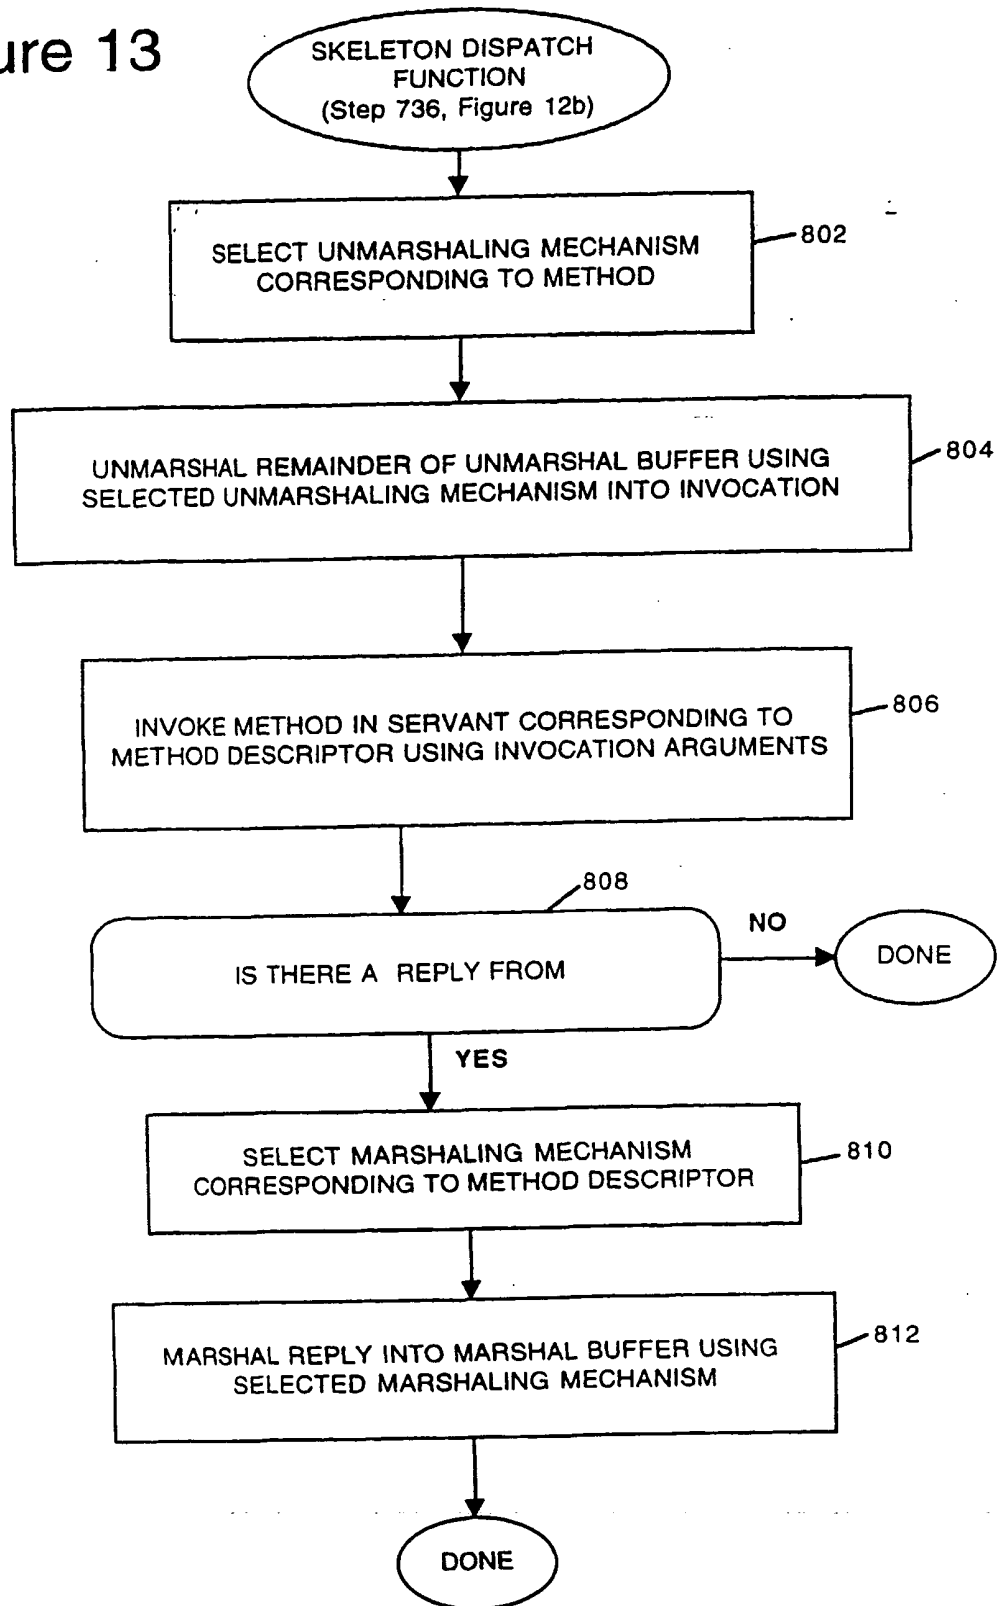 ure 13
SKELETON DISPATCH
FUNCTION
(Step 736, Figure 12b)
SELECT UNMARSHALING MECHANISM
CORRESPONDING TO METHOD
802
UNMARSHAL REMAINDER OF UNMARSHAL BUFFER USING
SELECTED UNMARSHALING MECHANISM INTO INVOCATION
804
INVOKE METHOD IN SERVANT CORRESPONDING TO
METHOD DESCRIPTOR USING INVOCATION ARGUMENTS
806
808
IS THERE A REPLY FROM
NO
DONE
YES
SELECT MARSHALING MECHANISM
CORRESPONDING TO METHOD DESCRIPTOR
810
MARSHAL REPLY INTO MARSHAL BUFFER USING
SELECTED MARSHALING MECHANISM
812
DONE